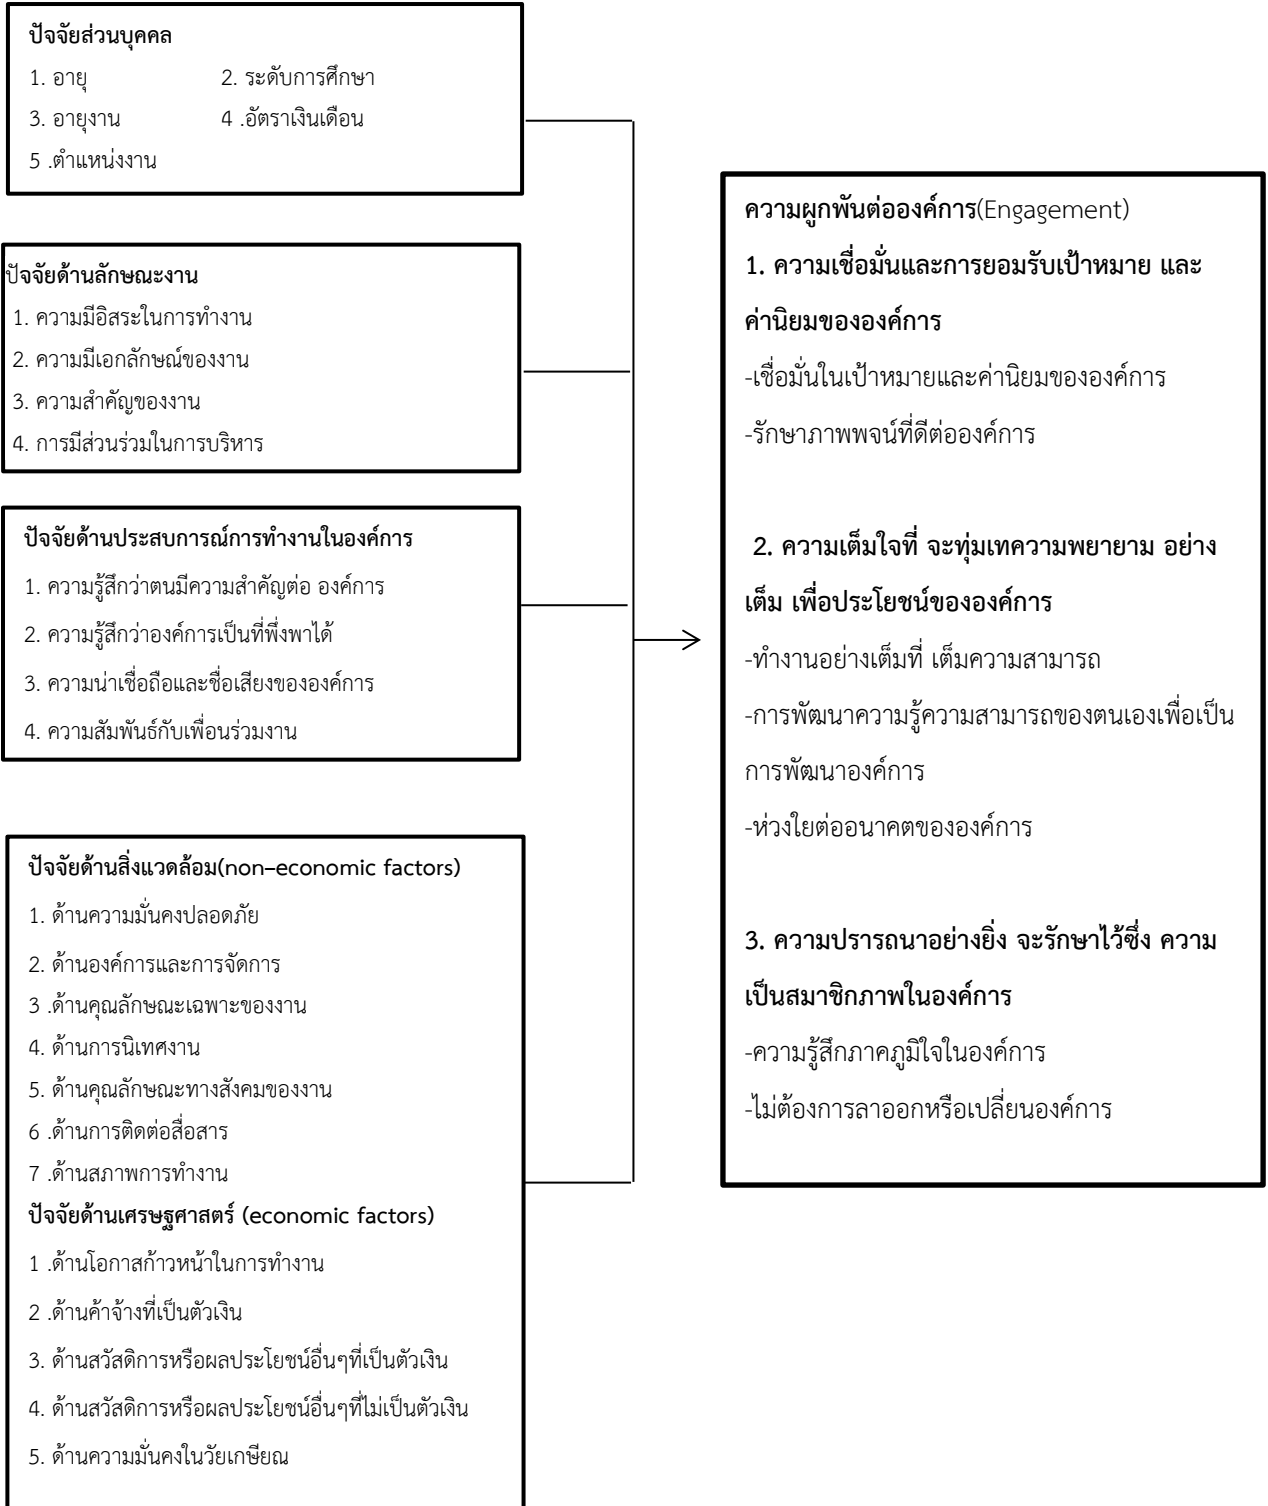 ปัจจัยส่วนบุคคล
1. อายุ 2. ระดับการศึกษา
3. อายุงาน 4 .อัตราเงินเดือน
5 .ตำแหน่งงาน
ปัจจัยด้านลักษณะงาน
1. ความมีอิสระในการทำงาน
2. ความมีเอกลักษณ์ของงาน
3. ความสำคัญของงาน
4. การมีส่วนร่วมในการบริหาร
ปัจจัยด้านประสบการณ์การทำงานในองค์การ
1. ความรู้สึกว่าตนมีความสำคัญต่อ องค์การ
2. ความรู้สึกว่าองค์การเป็นที่พึ่งพาได้
3. ความน่าเชื่อถือและชื่อเสียงขององค์การ
4. ความสัมพันธ์กับเพื่อนร่วมงาน
ปัจจัยด้านสิ่งแวดล้อม(non–economic factors)
1. ด้านความมั่นคงปลอดภัย
2. ด้านองค์การและการจัดการ
3 .ด้านคุณลักษณะเฉพาะของงาน
4. ด้านการนิเทศงาน
5. ด้านคุณลักษณะทางสังคมของงาน
6 .ด้านการติดต่อสื่อสาร
7 .ด้านสภาพการทำงาน
ปัจจัยด้านเศรษฐศาสตร์ (economic factors)
1 .ด้านโอกาสก้าวหน้าในการทำงาน
2 .ด้านค่าจ้างที่เป็นตัวเงิน
3. ด้านสวัสดิการหรือผลประโยชน์อื่นๆที่เป็นตัวเงิน
4. ด้านสวัสดิการหรือผลประโยชน์อื่นๆที่ไม่เป็นตัวเงิน
5. ด้านความมั่นคงในวัยเกษียณ
ความผูกพันต่อองค์การ(Engagement)
1. ความเชื่อมั่นและการยอมรับเป้าหมาย และ
ค่านิยมขององค์การ
-เชื่อมั่นในเป้าหมายและค่านิยมขององค์การ
-รักษาภาพพจน์ที่ดีต่อองค์การ
2. ความเต็มใจที่ จะทุ่มเทความพยายาม อย่าง
เต็ม เพื่อประโยชน์ขององค์การ
-ทำงานอย่างเต็มที่ เต็มความสามารถ
-การพัฒนาความรู้ความสามารถของตนเองเพื่อเป็น
การพัฒนาองค์การ
-ห่วงใยต่ออนาคตขององค์การ
3. ความปรารถนาอย่างยิ่ง จะรักษาไว้ซึ่ง ความ
เป็นสมาชิกภาพในองค์การ
-ความรู้สึกภาคภูมิใจในองค์การ
-ไม่ต้องการลาออกหรือเปลี่ยนองค์การ